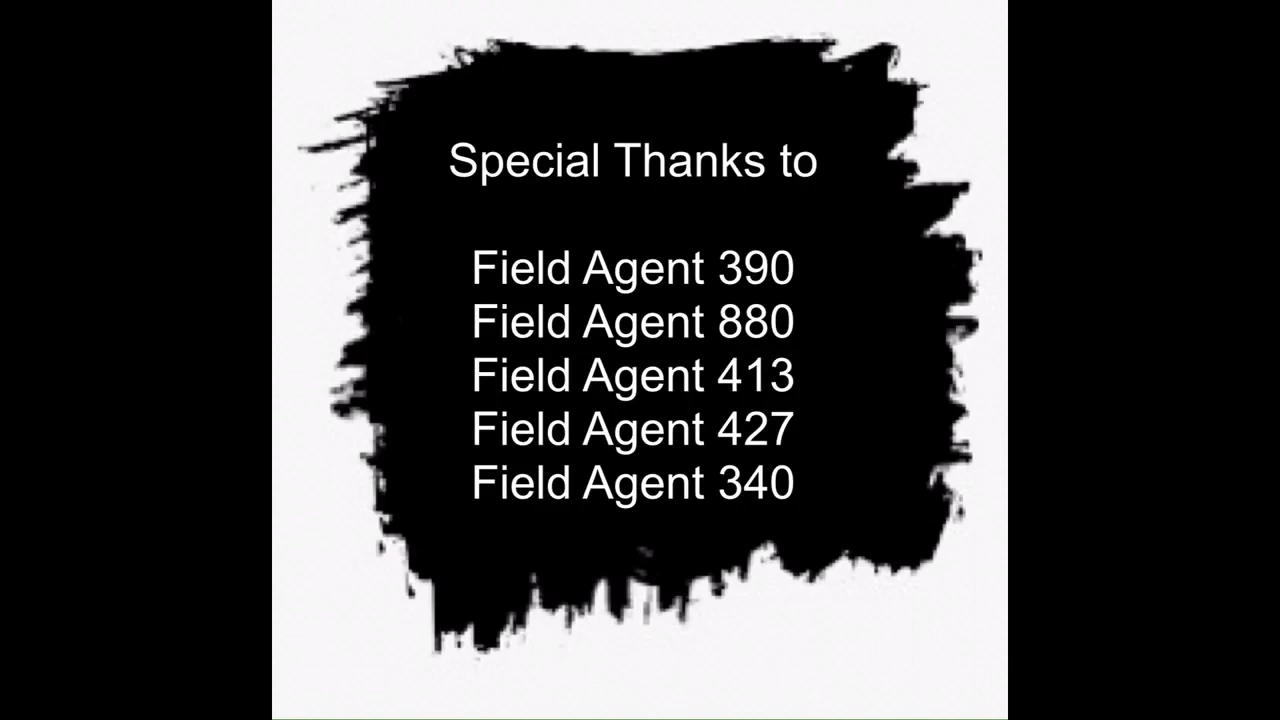 Special Thanks to
Field Agent 390
Field Agent 880
Field Agent 413
Field Agent 427
Field Agent 340